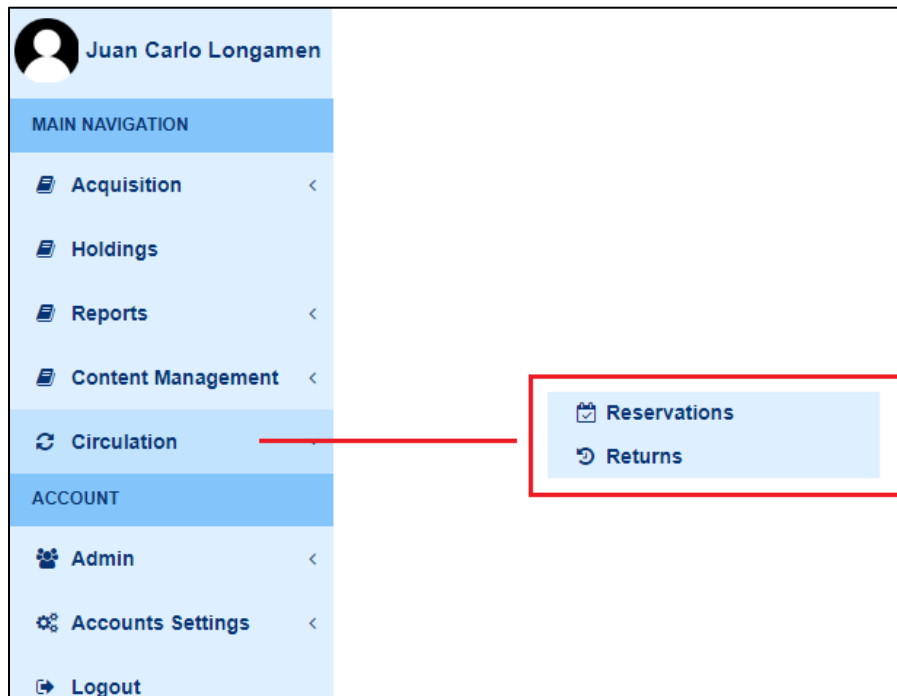 Juan Carlo Longamen
MAIN NAVIGATION
Acquisition
Holdings
Reports
Content Management
Circulation
Reservations
Returns
ACCOUNT
Admin
Accounts Settings
Logout